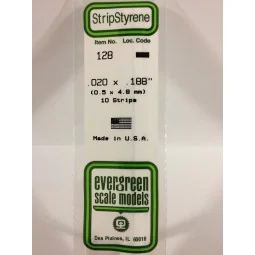 StripStyrene
Item No. Loc. Code
128
.020 x .188"
(0.5 x 4.8 mm)
10 Strips
Made in U.S.A.
evergreen
scale models
Des Plaines, IL 60018